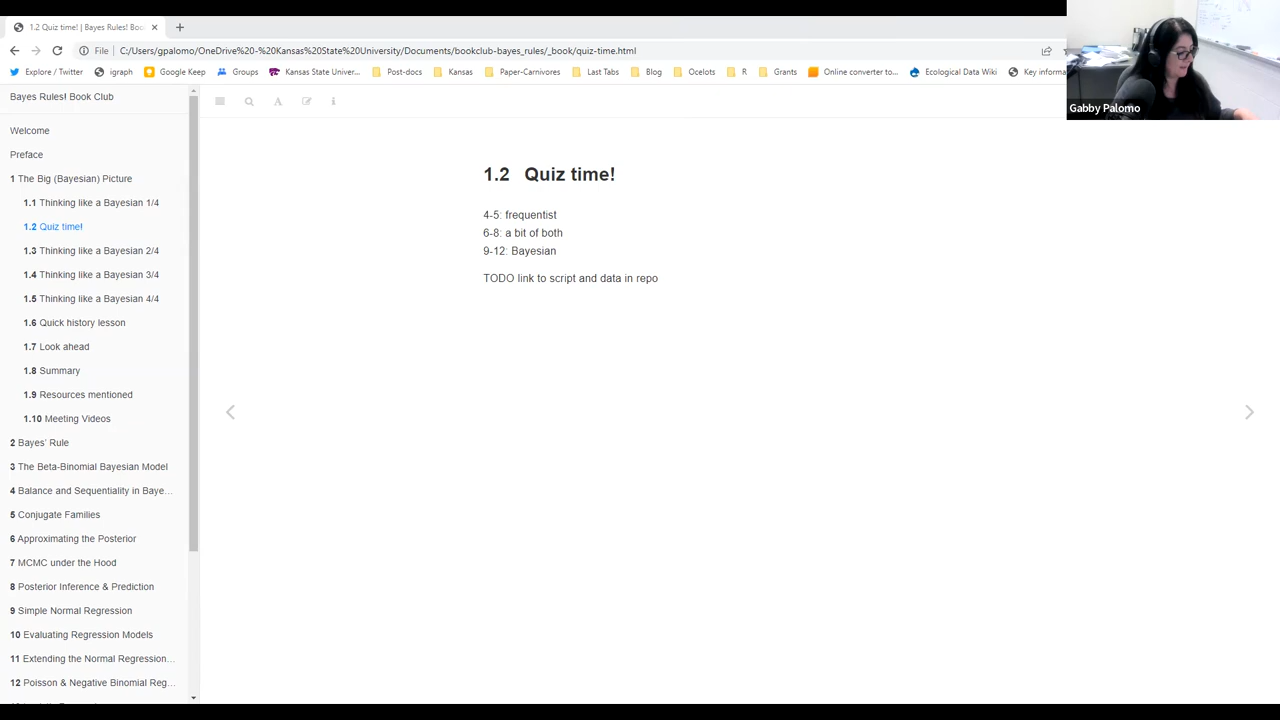 1.2 Quiz time! | Bayes Rules! Boo
File
C:/Users/gpalomo/OneDrive%20-%20Kansas%20State%20University/Documents/bookclub-bayes_rules/_book/quiz-time.html
Explore / Twitter
igraph
Google Keep
Groups
Kansas State Univer...
Post-docs
Kansas
Paper-Carnivores
Last Tabs
Blog
Ocelots
R
Grants
Online converter to...
Ecological Data Wiki
Key informa
Gabby Palomo
Bayes Rules! Book Club
Welcome
Preface
1 The Big (Bayesian) Picture
1.1 Thinking like a Bayesian 1/4
1.2 Quiz time!
1.3 Thinking like a Bayesian 2/4
1.4 Thinking like a Bayesian 3/4
1.5 Thinking like a Bayesian 4/4
1.6 Quick history lesson
1.7 Look ahead
1.8 Summary
1.9 Resources mentioned
1.10 Meeting Videos
2 Bayes' Rule
3 The Beta-Binomial Bayesian Model
4 Balance and Sequentiality in Baye...
5 Conjugate Families
6 Approximating the Posterior
7 MCMC under the Hood
8 Posterior Inference & Prediction
9 Simple Normal Regression
10 Evaluating Regression Models
11 Extending the Normal Regression...
12 Poisson & Negative Binomial Reg...
1.2 Quiz time!
4-5: frequentist
6-8: a bit of both
9-12: Bayesian
TODO link to script and data in repo